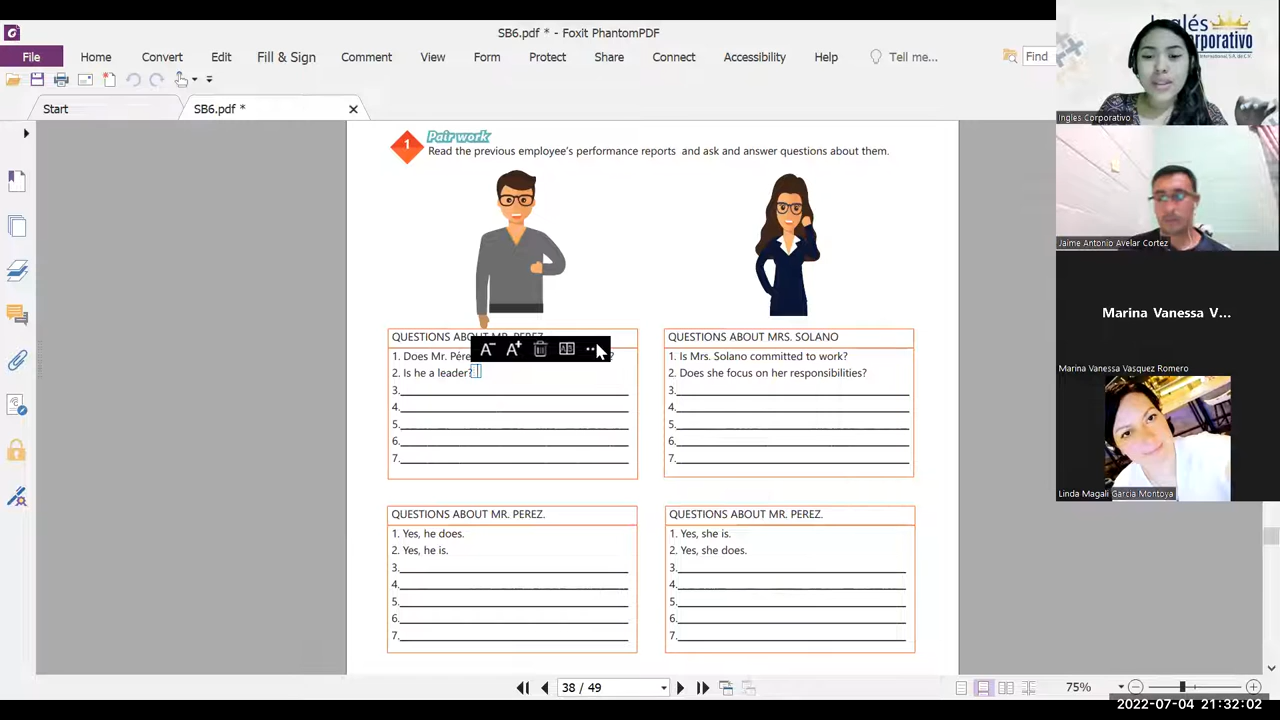 SB6.pdf * - Foxit PhantomPDF
File Home Convert Edit Fill & Sign Comment View Form Protect Share Connect Accessibility Help Tell me... Find
Start SB6.pdf *
1 Pair work
Read the previous employee's performance reports and ask and answer questions about them.
QUESTIONS ABOUT MR. PEREZ
1. Does Mr. Pére ?
2. Is he a leader?
3.
4.
5.
6.
7.
QUESTIONS ABOUT MRS. SOLANO
1. Is Mrs. Solano committed to work?
2. Does she focus on her responsibilities?
3.
4.
5.
6.
7.
QUESTIONS ABOUT MR. PEREZ.
1. Yes, he does.
2. Yes, he is.
3.
4.
5.
6.
7.
QUESTIONS ABOUT MR. PEREZ.
1. Yes, she is.
2. Yes, she does.
3.
4.
5.
6.
7.
38 / 49
75%
Inglés
Corporativo
Ingles Corporativo
Jaime Antonio Avelar Cortez
Marina Vanessa V...
Marina Vanessa Vasquez Romero
Linda Magali Garcia Montoya
2022-07-04 21:32:02